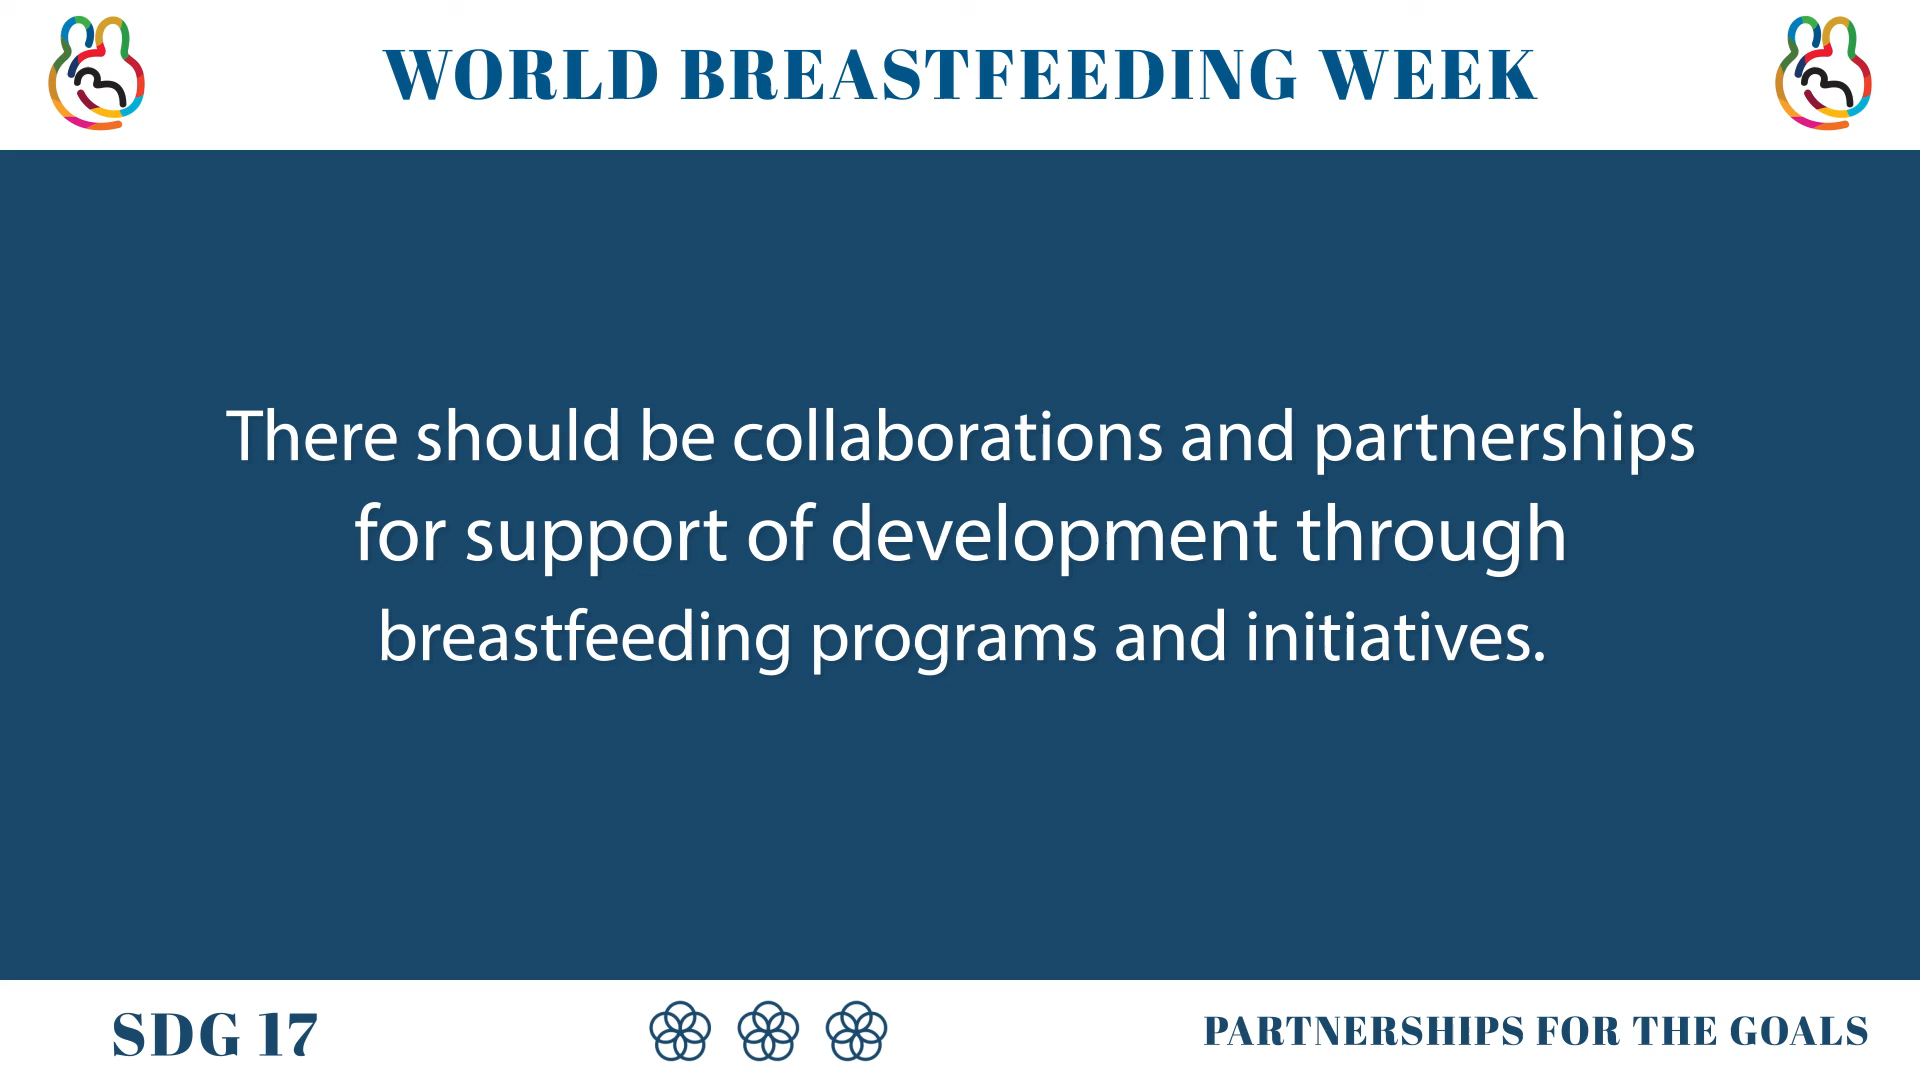 WORLD BREASTFEEDING WEEK
There should be collaborations and partnerships
for support of development through
breastfeeding programs and initiatives.
SDG 17
PARTNERSHIPS FOR THE GOALS